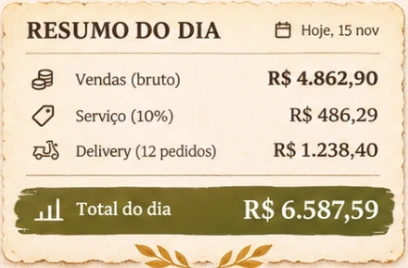 RESUMO DO DIA
Hoje, 15 nov
Vendas (bruto) R$ 4.862,90
Serviço (10%) R$ 486,29
Delivery (12 pedidos) R$ 1.238,40
Total do dia R$ 6.587,59